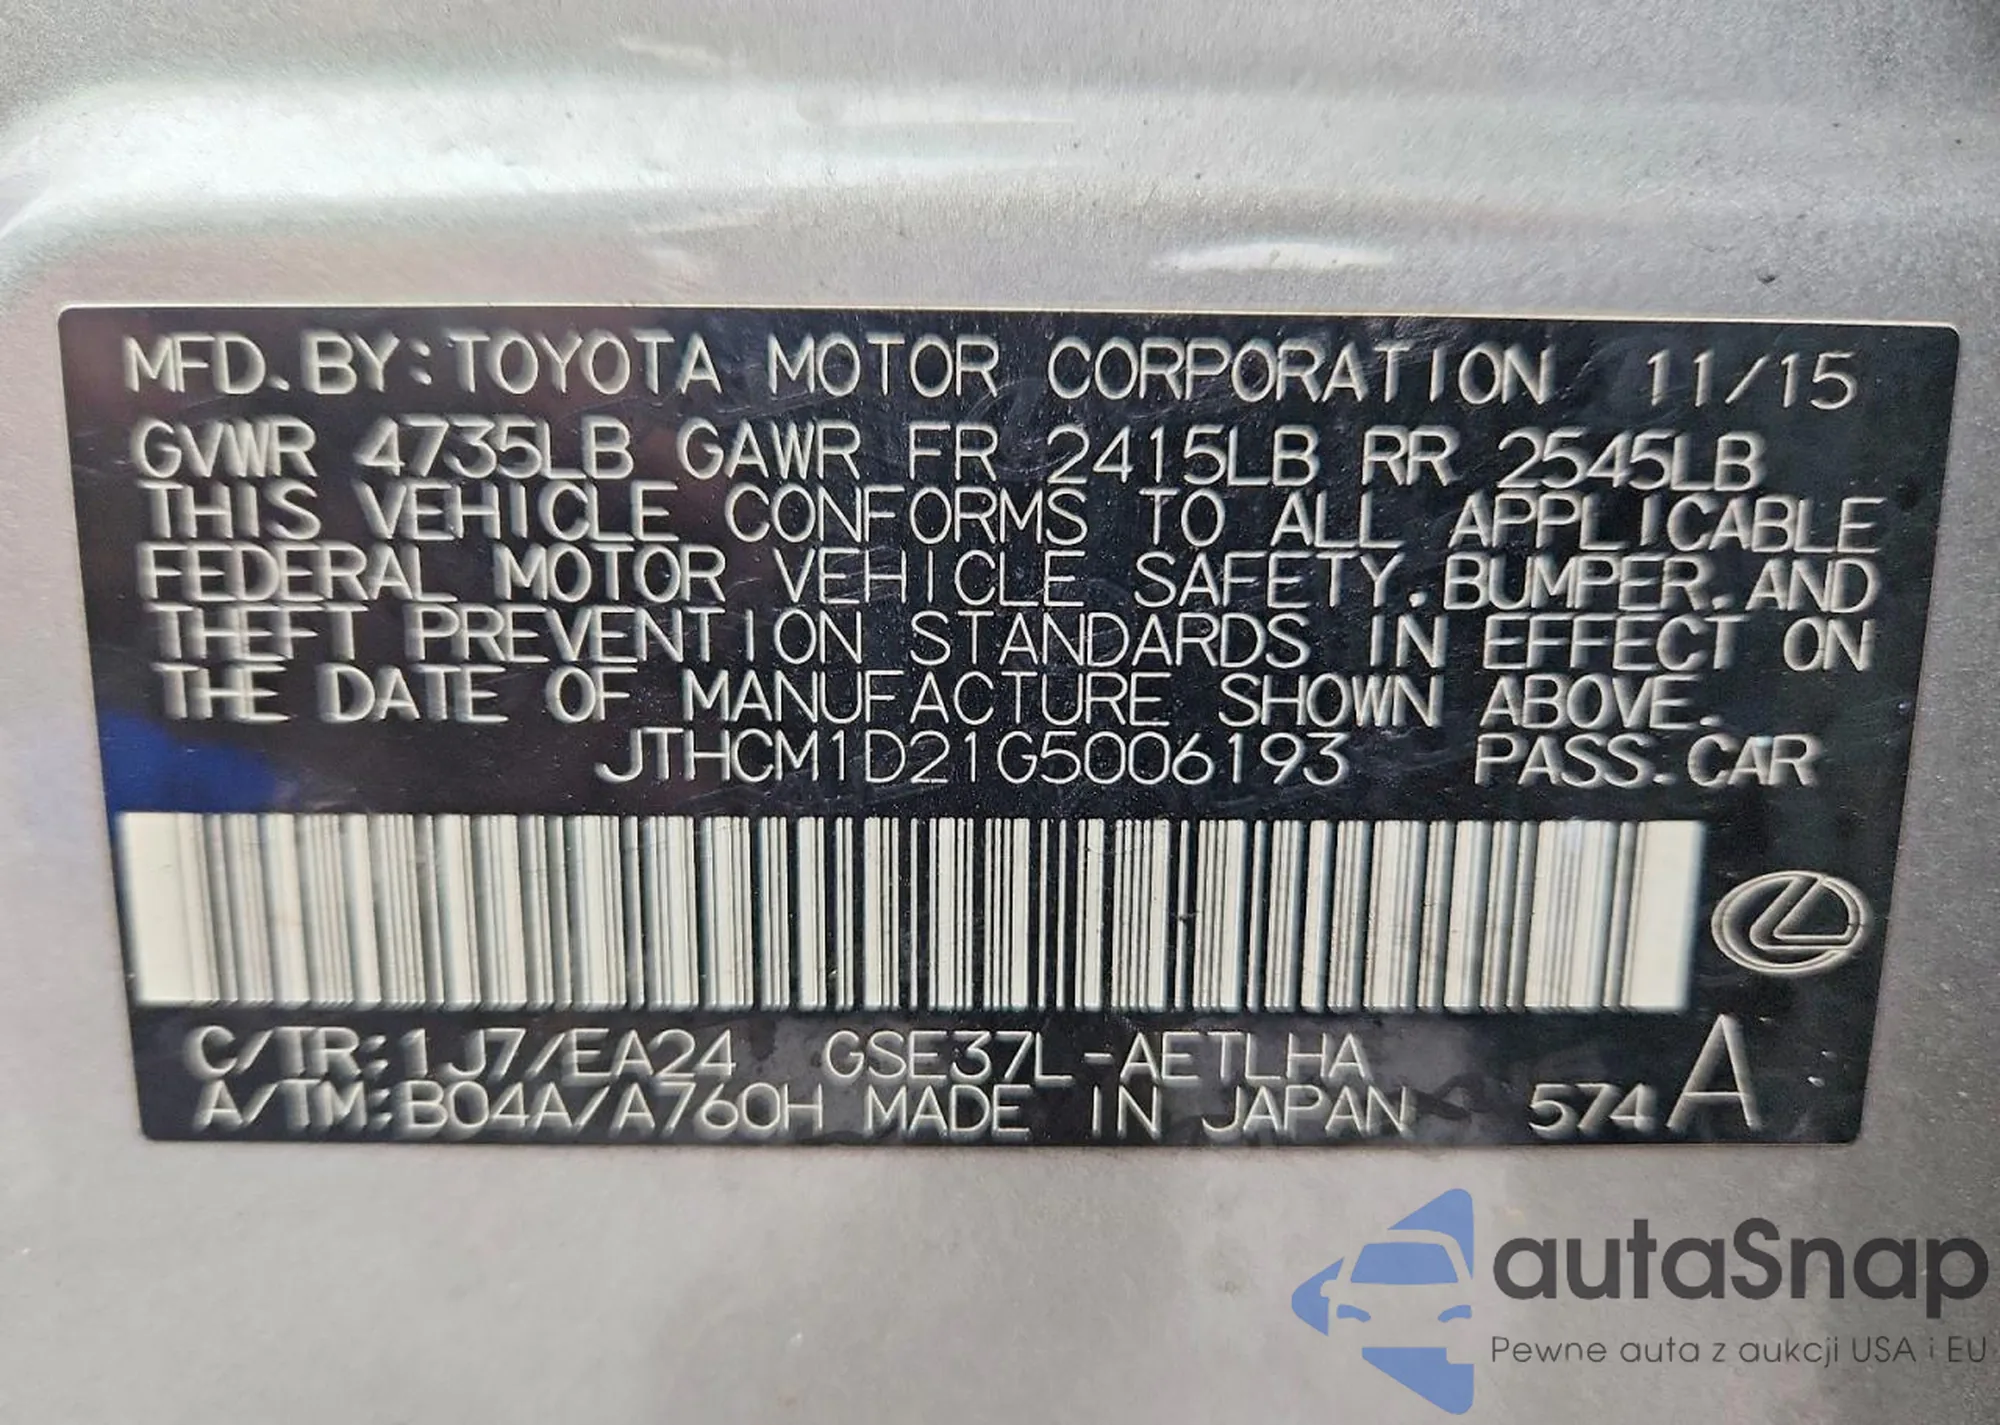 MFD. BY: TOYOTA MOTOR CORPORATION 11/15
GVWR 4735LB GAWR FR 2415LB RR 2545LB
THIS VEHICLE CONFORMS TO ALL APPLICABLE
FEDERAL MOTOR VEHICLE SAFETY, BUMPER, AND
THEFT PREVENTION STANDARDS IN EFFECT ON
THE DATE OF MANUFACTURE SHOWN ABOVE.
JTHCM1D21G5006193 PASS. CAR
C/TR: 1J7/EA24 GSE37L-AETLHA
A/TM: B04A/A760H MADE IN JAPAN 574 A
autaSnap
Pewne auta z aukcji USA i EU